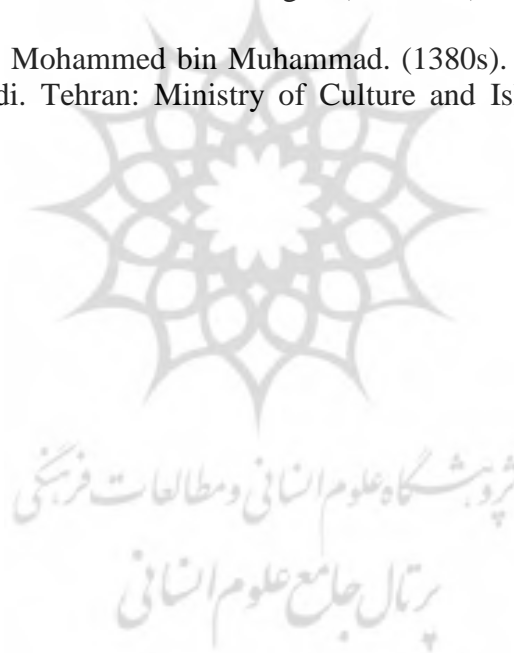 Mohammed bin Muhammad. (1380s).
di. Tehran: Ministry of Culture and Is
پژوهشگاه علوم انسانی و مطالعات فرهنگی
پرتال جامع علوم انسانی